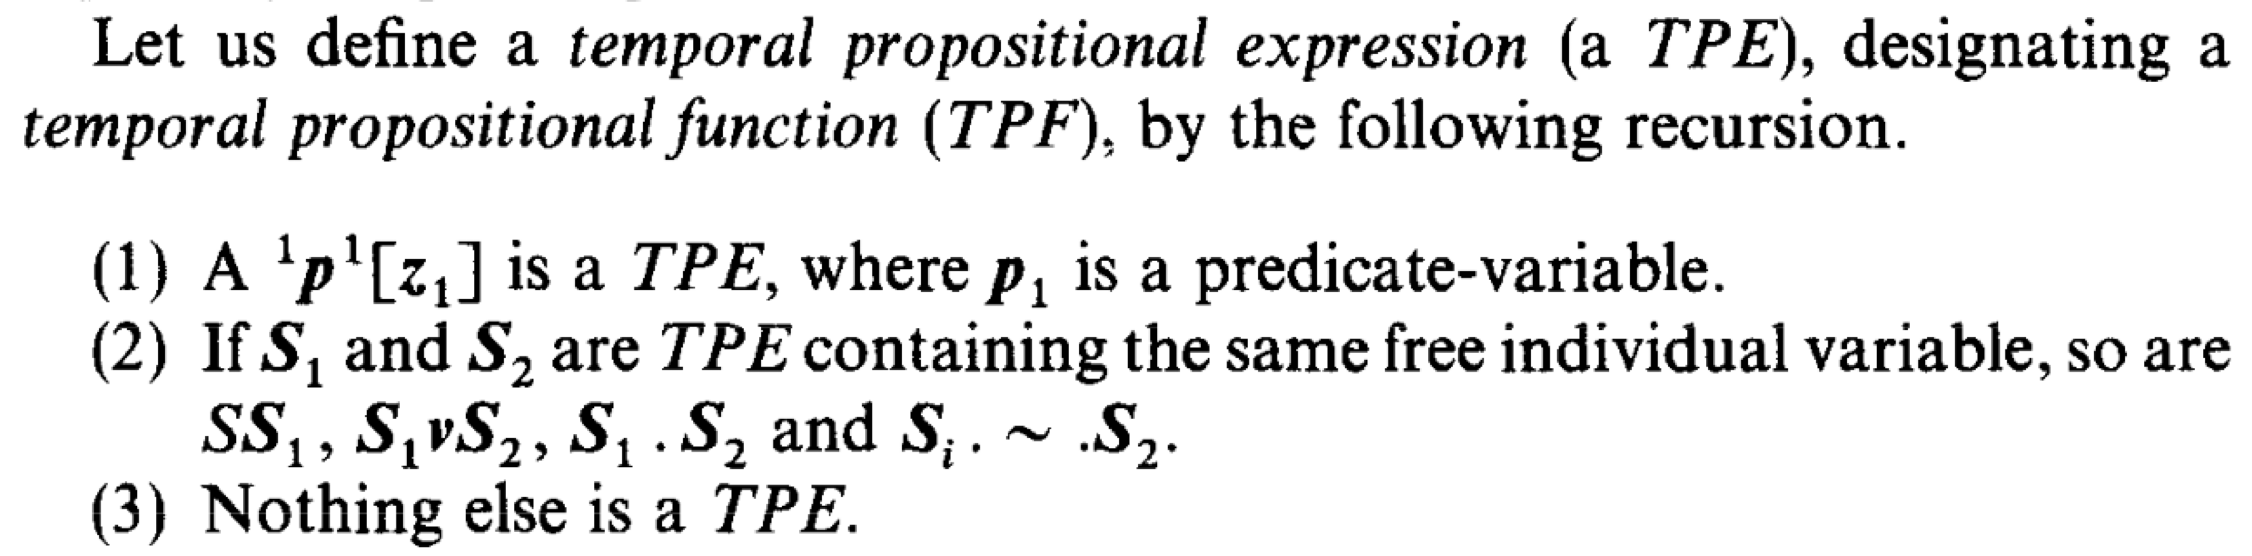 Let us define a temporal propositional expression (a TPE), designating a
temporal propositional function (TPF), by the following recursion.
(1) A ¹p¹[z₁] is a TPE, where p₁ is a predicate-variable.
(2) If S₁ and S₂ are TPE containing the same free individual variable, so are
SS₁, S₁vS₂, S₁ . S₂ and Sᵢ. ~ .S₂.
(3) Nothing else is a TPE.